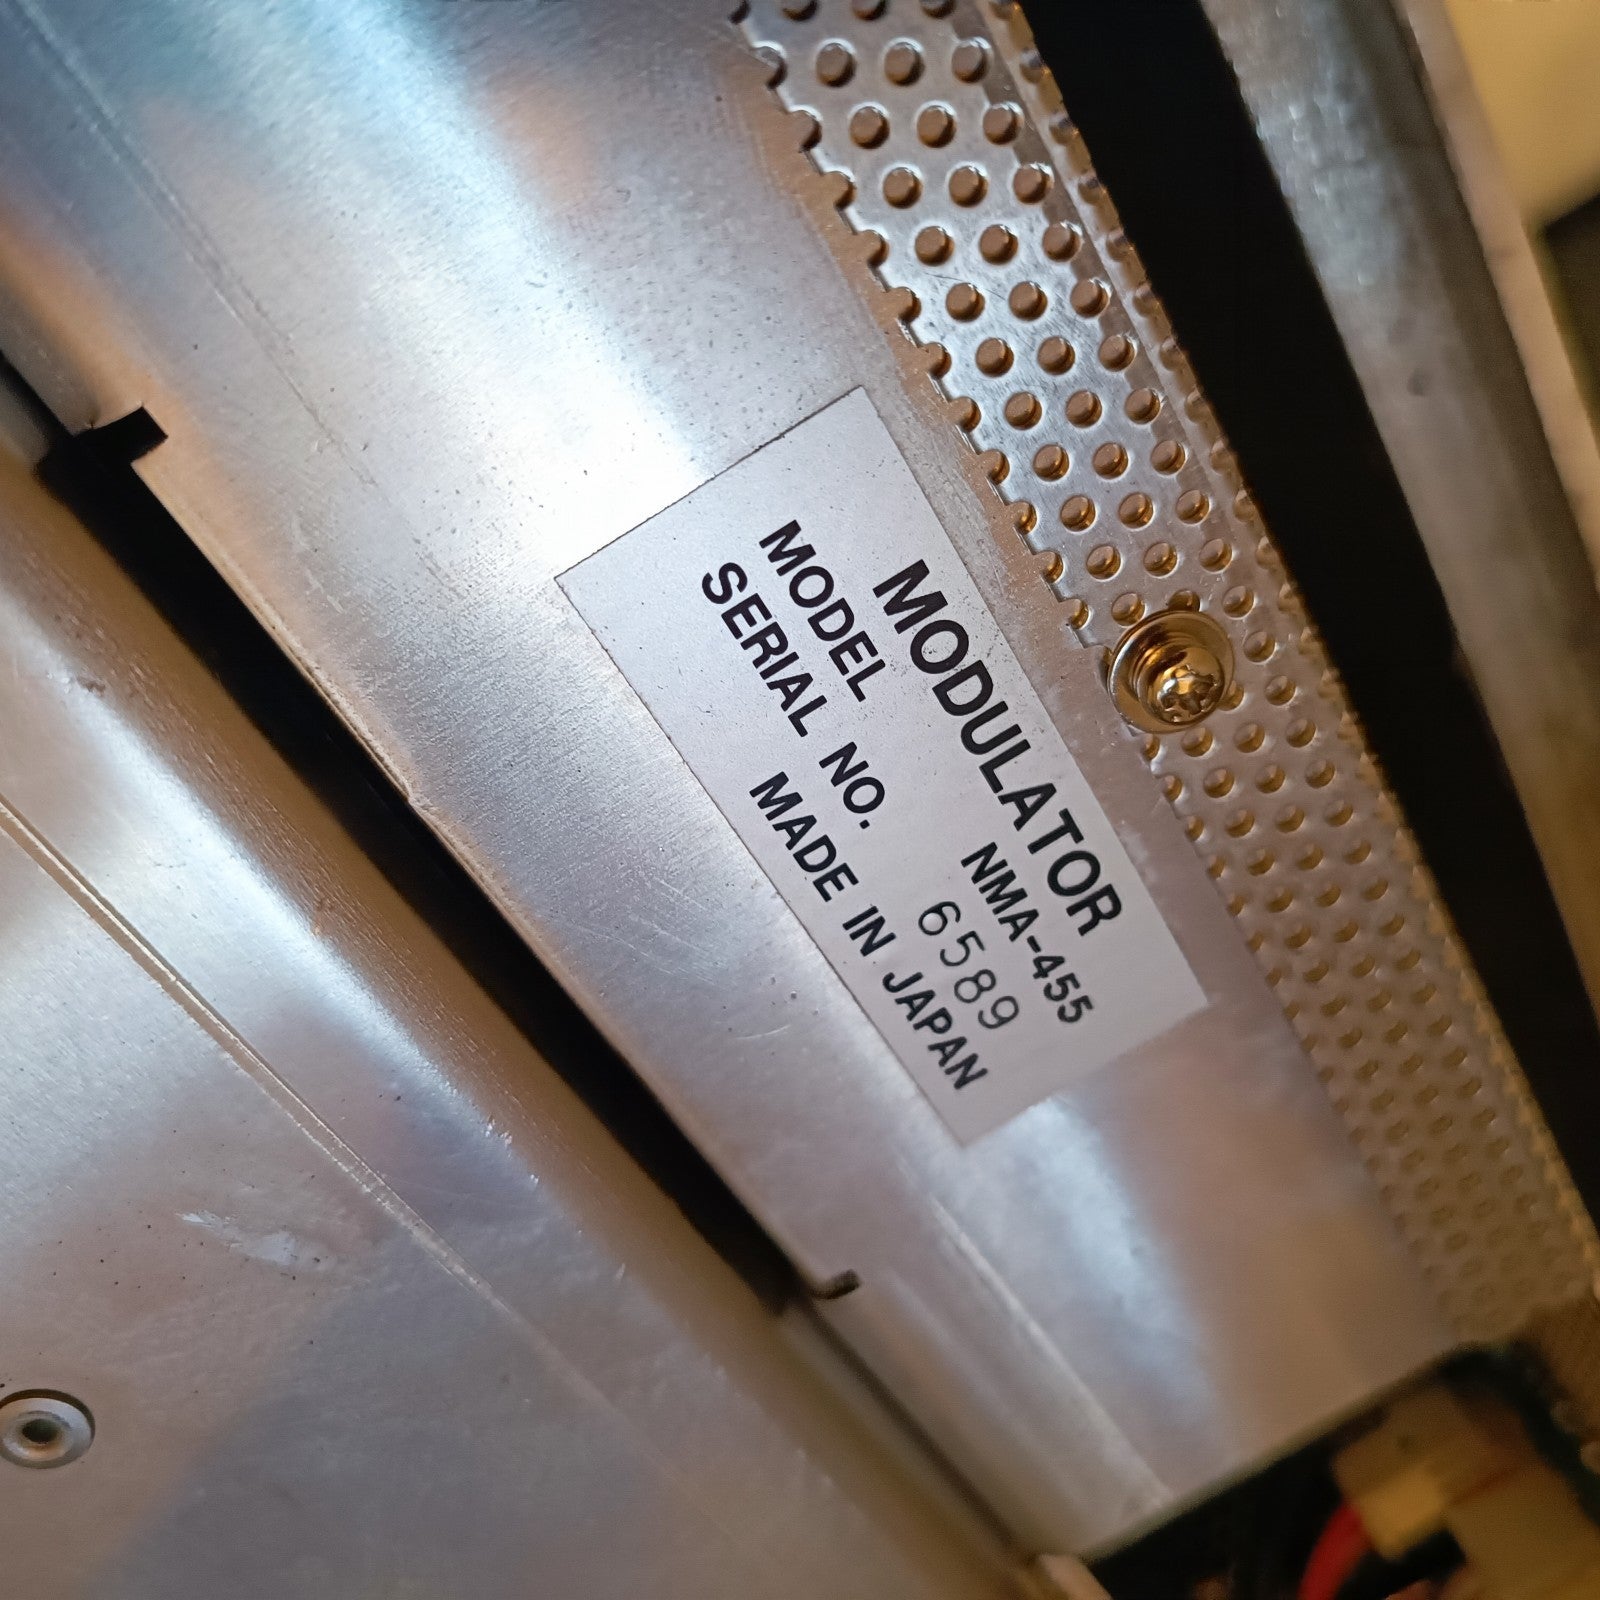 MODULATOR
MODEL NMA-455
SERIAL NO. 6589
MADE IN JAPAN